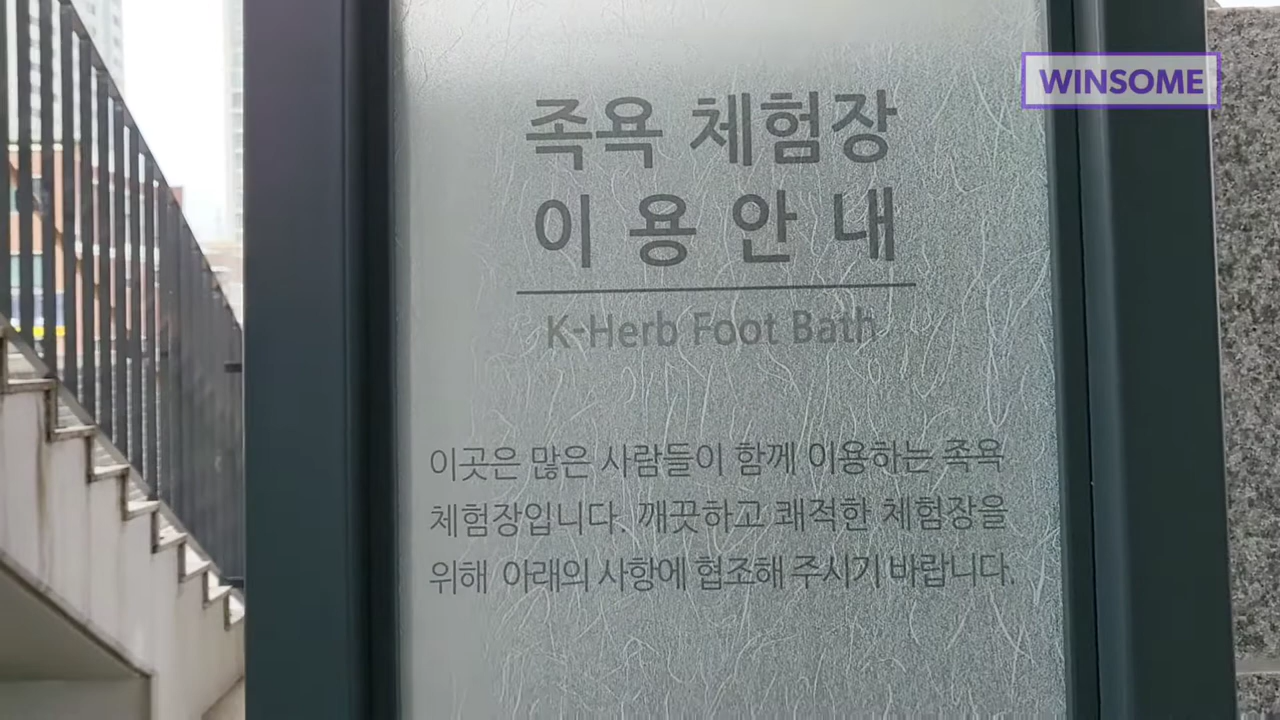 WINSOME
족욕 체험장
이용안내
K-Herb Foot Bath
이곳은 많은 사람들이 함께 이용하는 족욕
체험장입니다. 깨끗하고 쾌적한 체험장을
위해 아래의 사항에 협조해 주시기 바랍니다.